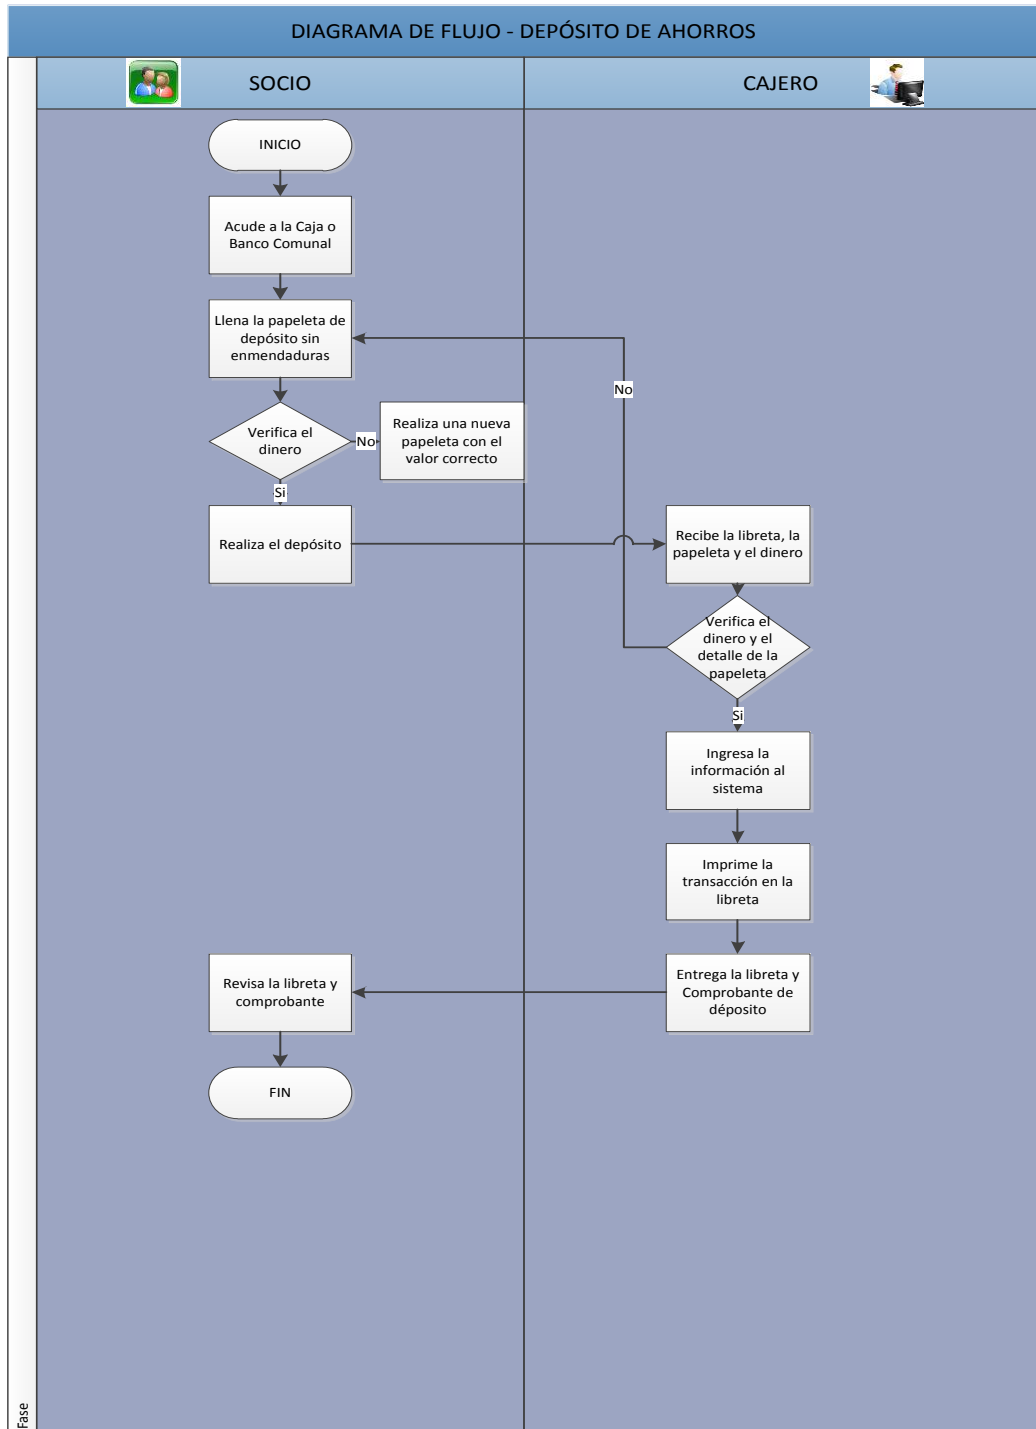 DIAGRAMA DE FLUJO - DEPÓSITO DE AHORROS
SOCIO
CAJERO
INICIO
Acude a la Caja o
Banco Comunal
Llena la papeleta de
depósito sin
enmendaduras
No
Verifica el
dinero
No
Realiza una nueva
papeleta con el
valor correcto
Si
Realiza el depósito
Recibe la libreta, la
papeleta y el dinero
Verifica el
dinero y el
detalle de la
papeleta
Si
Ingresa la
información al
sistema
Imprime la
transacción en la
libreta
Entrega la libreta y
Comprobante de
déposito
Revisa la libreta y
comprobante
FIN
Fase